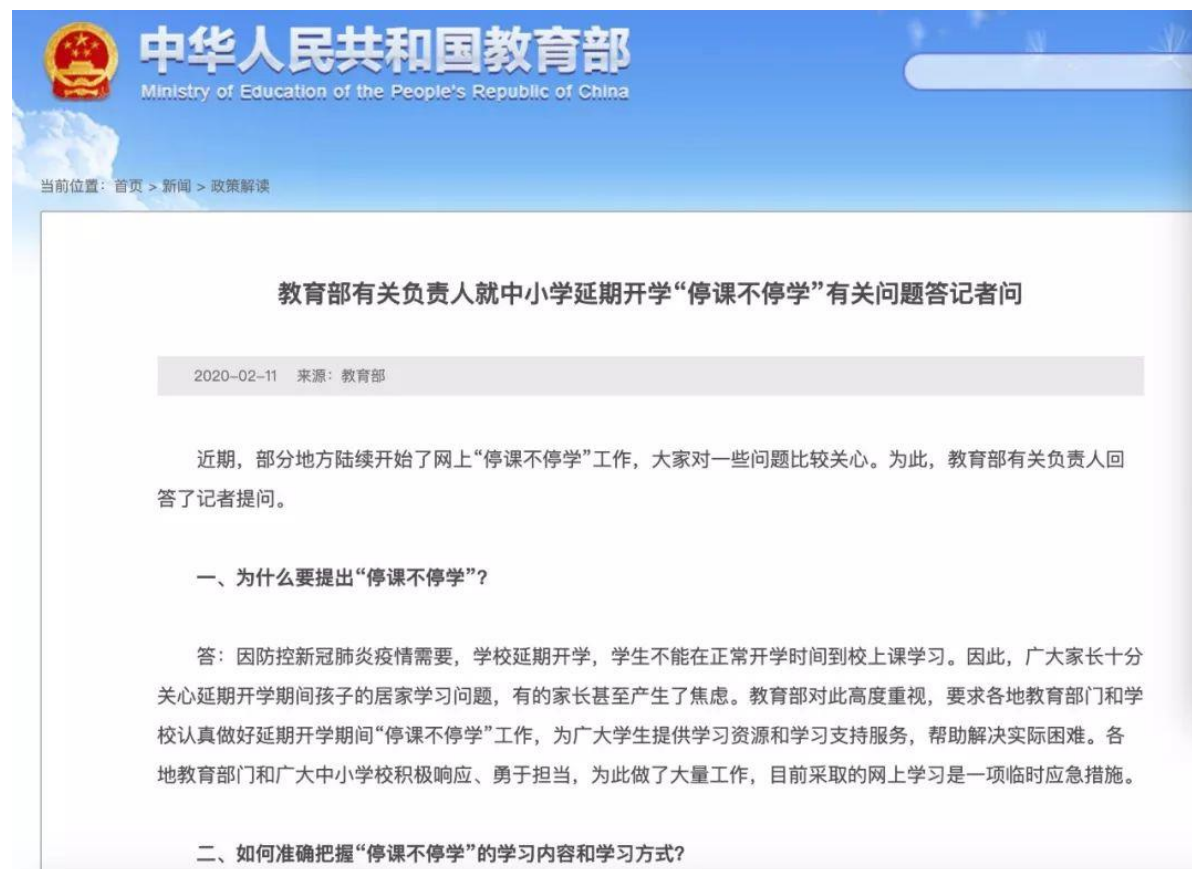 中华人民共和国教育部
Ministry of Education of the People's Republic of China
当前位置：首页 > 新闻 > 政策解读
教育部有关负责人就中小学延期开学“停课不停学”有关问题答记者问
2020-02-11 来源：教育部
近期，部分地方陆续开始了网上“停课不停学”工作，大家对一些问题比较关心。为此，教育部有关负责人回
答了记者提问。
一、为什么要提出“停课不停学”？
答：因防控新冠肺炎疫情需要，学校延期开学，学生不能在正常开学时间到校上课学习。因此，广大家长十分
关心延期开学期间孩子的居家学习问题，有的家长甚至产生了焦虑。教育部对此高度重视，要求各地教育部门和学
校认真做好延期开学期间“停课不停学”工作，为广大学生提供学习资源和学习支持服务，帮助解决实际困难。各
地教育部门和广大中小学校积极响应、勇于担当，为此做了大量工作，目前采取的网上学习是一项临时应急措施。
二、如何准确把握“停课不停学”的学习内容和学习方式？